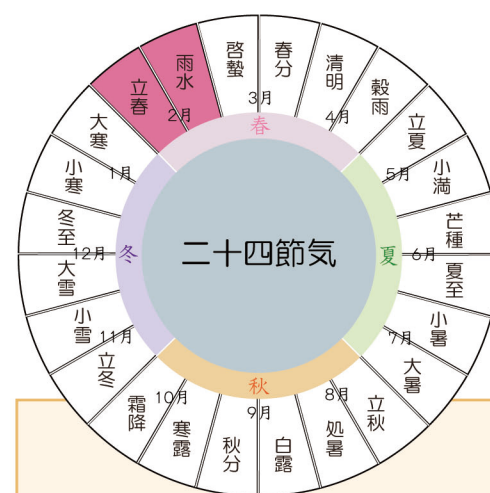 二十四節気
春
夏
秋
冬
立春
2月
雨水
啓蟄
3月
春分
清明
4月
穀雨
立夏
5月
小満
芒種
6月
夏至
小暑
7月
大暑
立秋
8月
処暑
白露
9月
秋分
寒露
10月
霜降
立冬
11月
小雪
大雪
12月
冬至
小寒
1月
大寒